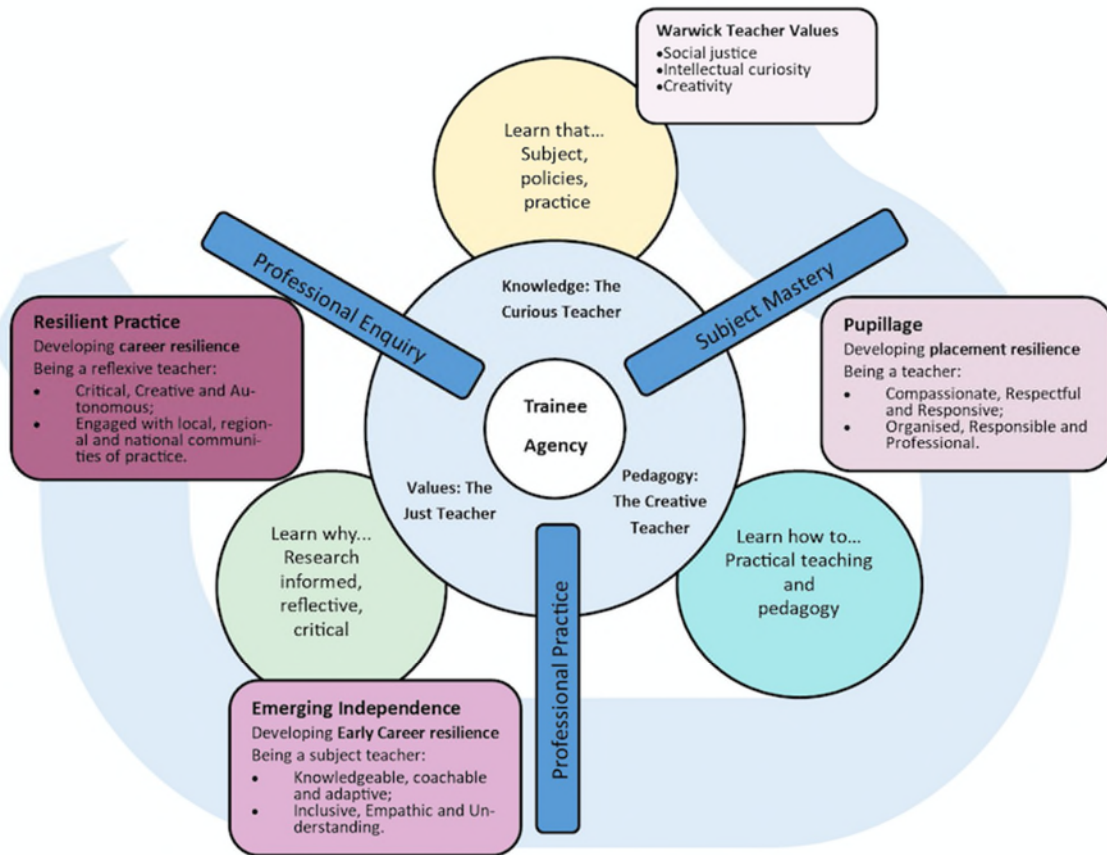 Warwick Teacher Values
•Social justice
•Intellectual curiosity
•Creativity
Learn that...
Subject,
policies,
practice
Professional Enquiry
Subject Mastery
Knowledge: The
Curious Teacher
Resilient Practice
Developing career resilience
Being a reflexive teacher:
• Critical, Creative and Au-
tonomous;
• Engaged with local, region-
al and national communi-
ties of practice.
Trainee
Agency
Pupillage
Developing placement resilience
Being a teacher:
• Compassionate, Respectful
and Responsive;
• Organised, Responsible and
Professional.
Values: The
Just Teacher
Pedagogy:
The Creative
Teacher
Learn why...
Research
informed,
reflective,
critical
Professional Practice
Learn how to...
Practical teaching
and
pedagogy
Emerging Independence
Developing Early Career resilience
Being a subject teacher:
• Knowledgeable, coachable
and adaptive;
• Inclusive, Empathic and Un-
derstanding.